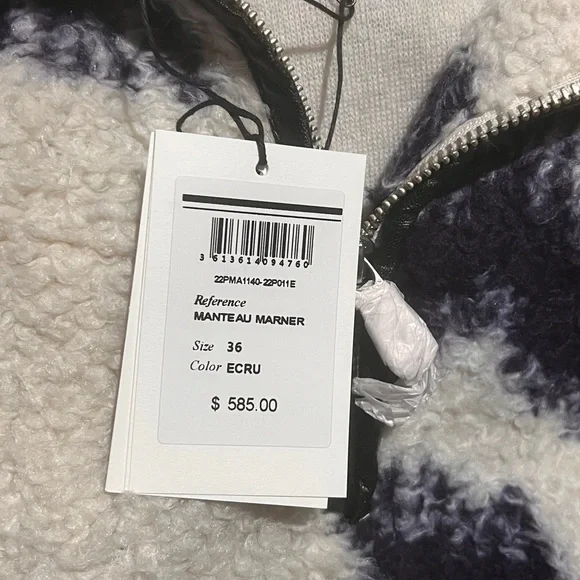 3 613614 094760
22PMA1140-22P011E
Reference
MANTEAU MARNER
Size 36
Color ECRU
$ 585.00